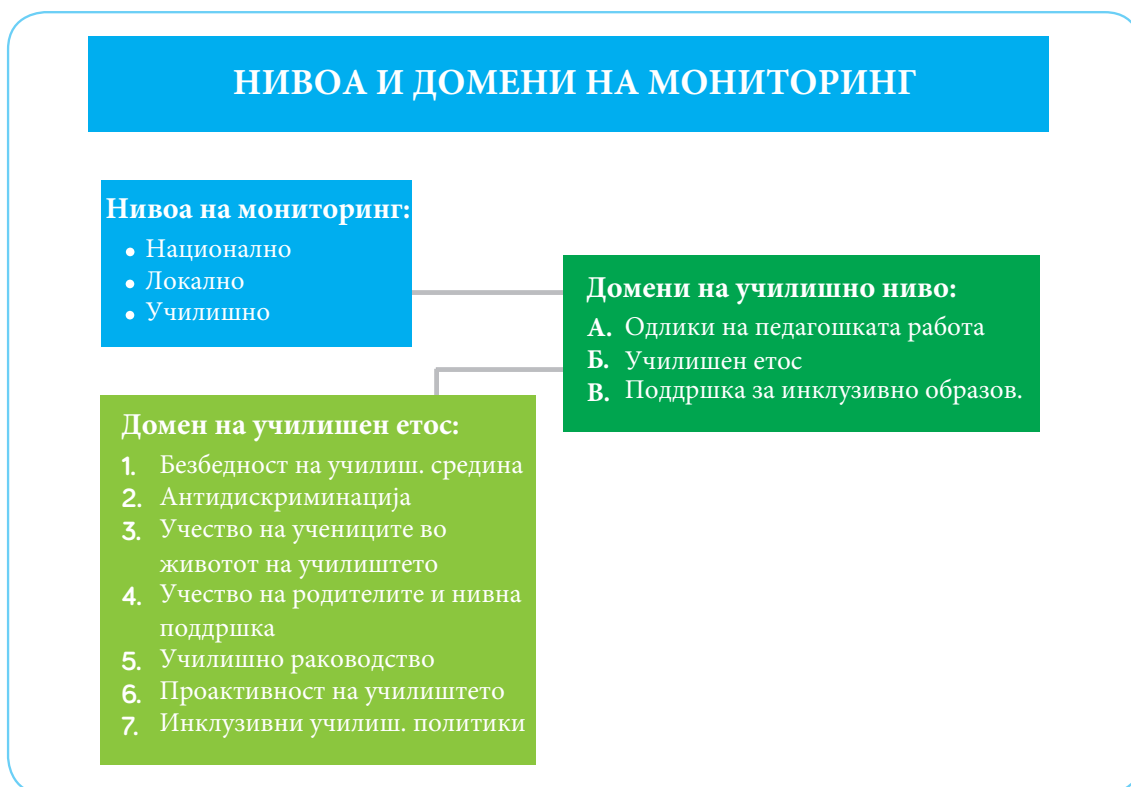 НИВОА И ДОМЕНИ НА МОНИТОРИНГ
Нивоа на мониторинг:
• Национално
• Локално
• Училишно
Домени на училишно ниво:
А. Одлики на педагошката работа
Б. Училишен етос
В. Поддршка за инклузивно образов.
Домен на училишен етос:
1. Безбедност на училиш. средина
2. Антидискриминација
3. Учество на учениците во
животот на училиштето
4. Учество на родителите и нивна
поддршка
5. Училишно раководство
6. Проактивност на училиштето
7. Инклузивни училиш. политики